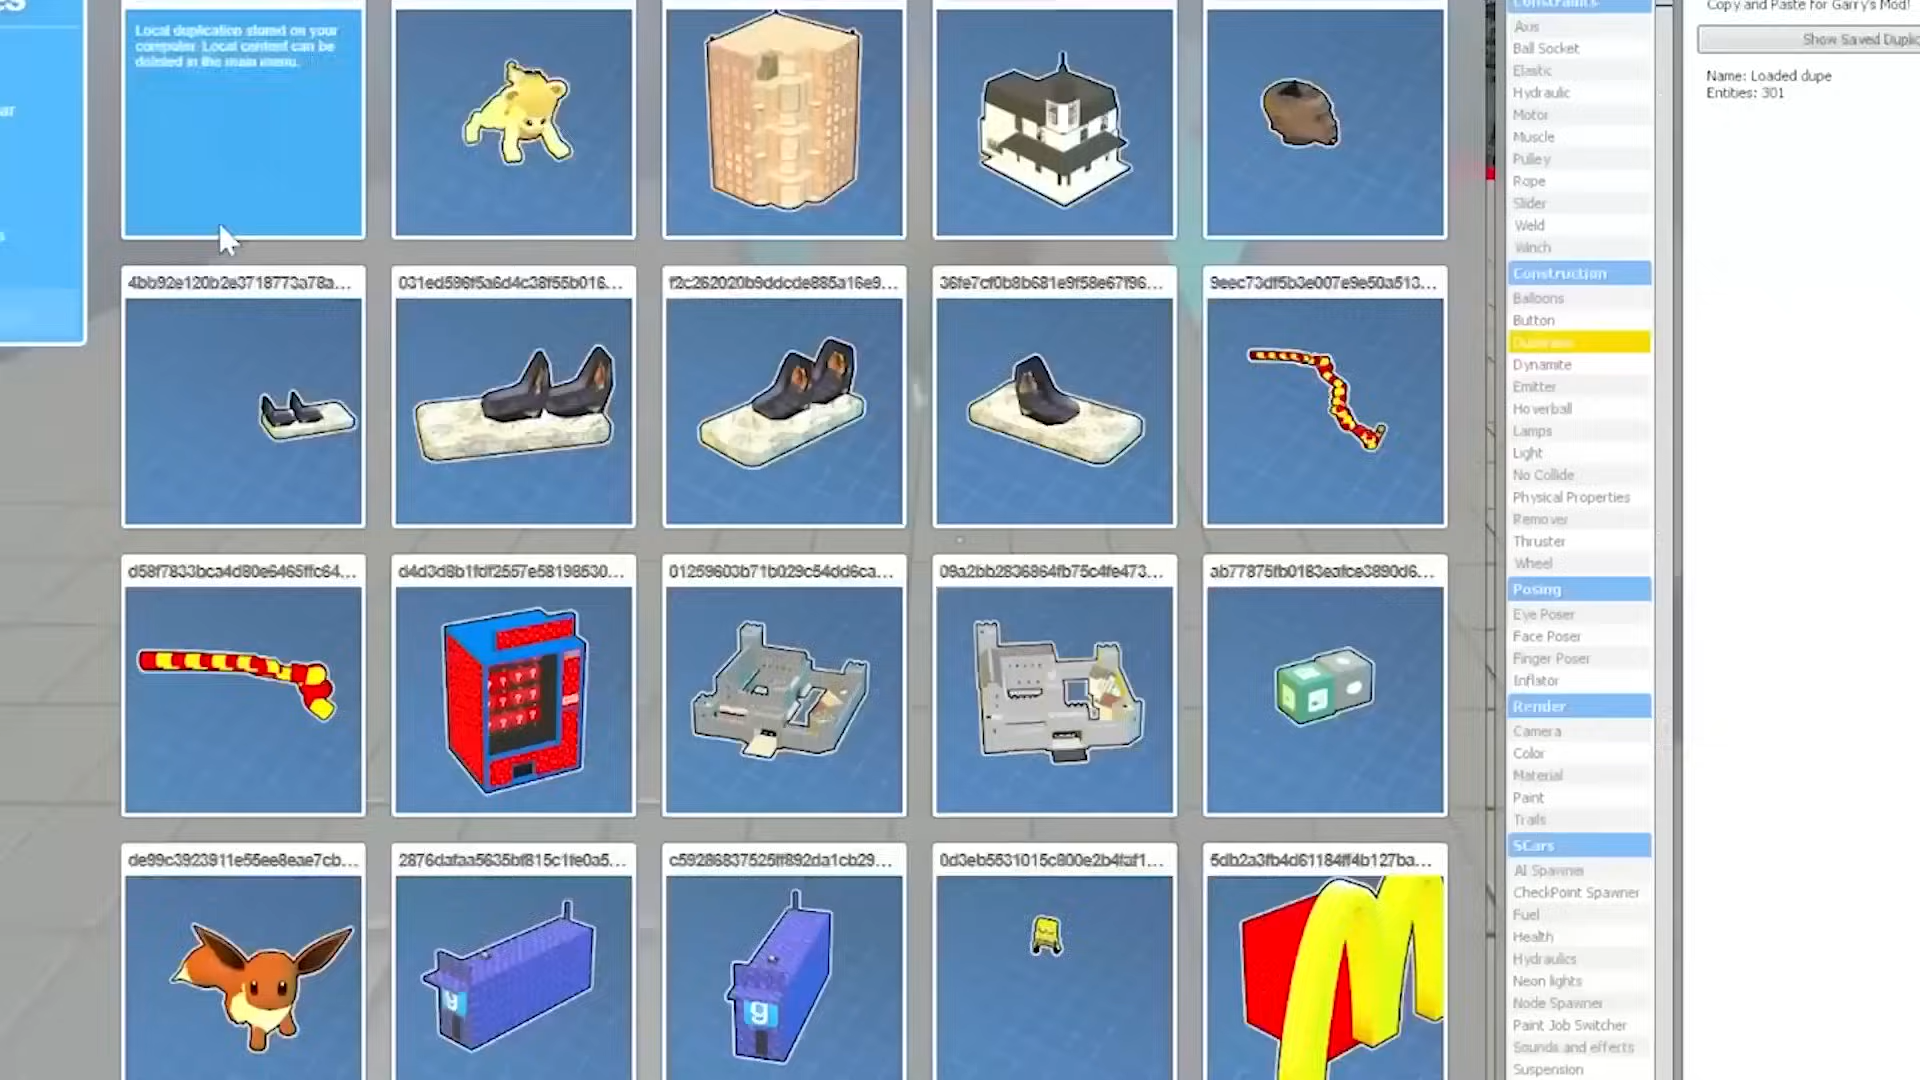 Local duplication stored on your
computer. Local content can be
deleted in the main menu.
ar
s
4bb92e120b2e3718773a78a...
031ed596f5a6d4c38f55b016...
f2c262020b9ddcde885a16e9...
36fe7cf0b8b681e9f58e67f96...
9eec73df5b3e007e9e50a513...
d58f7833bca4d80e6465ffc64...
d4d3d8b1fdff2557e58198530...
01259603b71b029c54dd6ca...
09a2bb2836864fb75c4fe473...
ab77875fb0183eafce3890d6...
de99c3923911e55ee8eae7cb...
2876dafaa5635bf815c1fe0a5...
c59286837525ff892da1cb29...
0d3eb5531015c800e2b4faf1...
5db2a3fb4d61184ff4b127ba...
g
g
Constraints
Axis
Ball Socket
Elastic
Hydraulic
Motor
Muscle
Pulley
Rope
Slider
Weld
Winch
Construction
Balloons
Button
Duplicator
Dynamite
Emitter
Hoverball
Lamps
Light
No Collide
Physical Properties
Remover
Thruster
Wheel
Posing
Eye Poser
Face Poser
Finger Poser
Inflator
Render
Camera
Color
Material
Paint
Trails
SCars
AI Spawner
CheckPoint Spawner
Fuel
Health
Hydraulics
Neon lights
Node Spawner
Paint Job Switcher
Sounds and effects
Suspension
Copy and Paste for Garry's Mod!
Show Saved Duplic
Name: Loaded dupe
Entities: 301